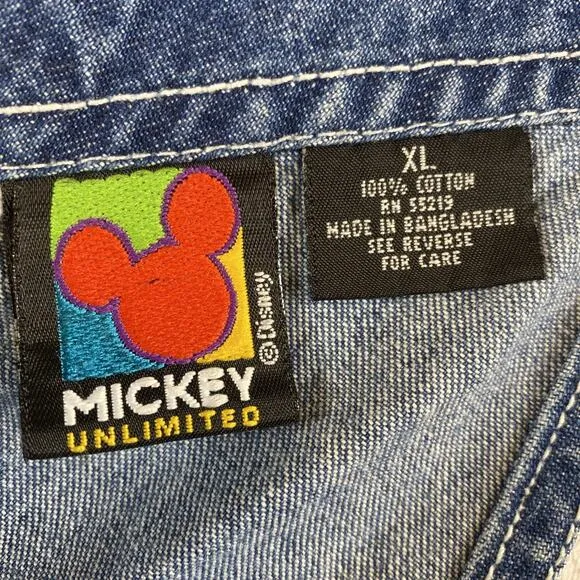 MICKEY
UNLIMITED
© Disney
XL
100% COTTON
RN 55219
MADE IN BANGLADESH
SEE REVERSE
FOR CARE